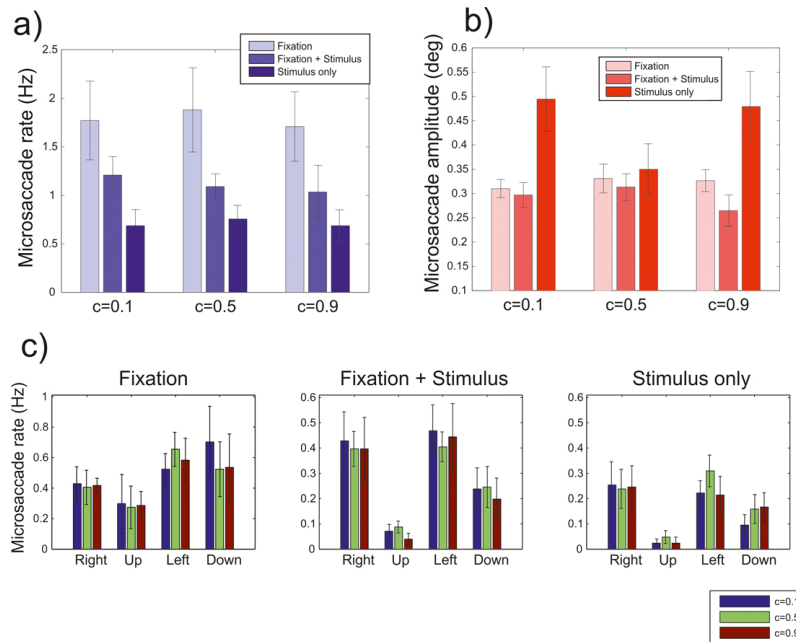 a)
b)
Fixation
Fixation + Stimulus
Stimulus only
Microsaccade rate (Hz)
2.5
2
1.5
1
0.5
0
c=0.1
c=0.5
c=0.9
Fixation
Fixation + Stimulus
Stimulus only
Microsaccade amplitude (deg)
0.6
0.55
0.5
0.45
0.4
0.35
0.3
0.25
0.2
0.15
0.1
c=0.1
c=0.5
c=0.9
c)
Fixation
Microsaccade rate (Hz)
1
0.8
0.6
0.4
0.2
0
Right Up Left Down
Fixation + Stimulus
0.6
0.5
0.4
0.3
0.2
0.1
0
Right Up Left Down
Stimulus only
0.6
0.5
0.4
0.3
0.2
0.1
0
Right Up Left Down
c=0.1
c=0.5
c=0.9